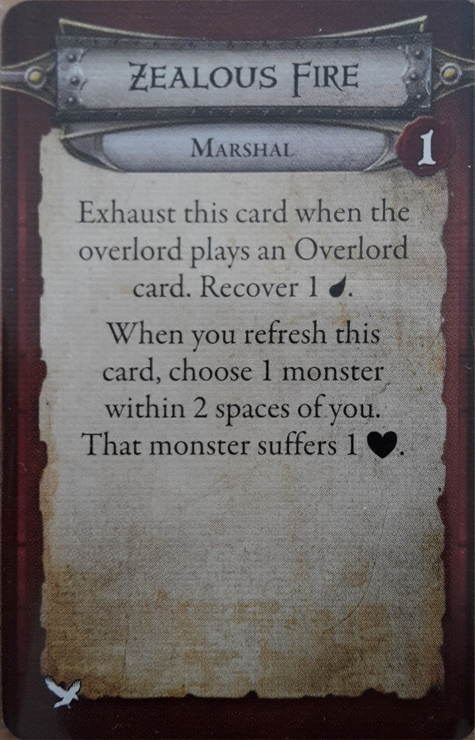 Zealous Fire
Marshal
1
Exhaust this card when the
overlord plays an Overlord
card. Recover 1 .
When you refresh this
card, choose 1 monster
within 2 spaces of you.
That monster suffers 1 ♥.